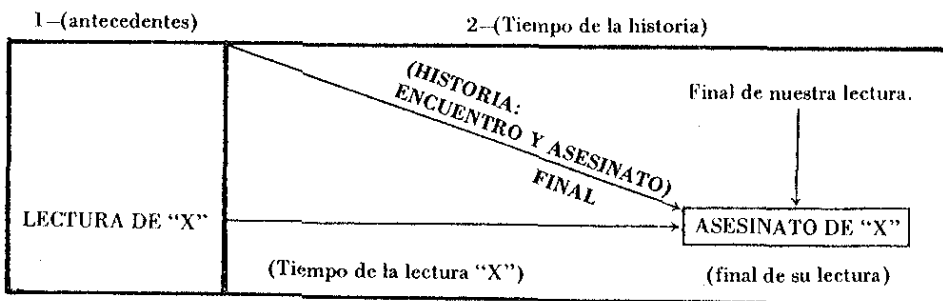 1–(antecedentes)
2–(Tiempo de la historia)
(HISTORIA:
ENCUENTRO Y ASESINATO)
FINAL
Final de nuestra lectura.
LECTURA DE “X”
ASESINATO DE “X”
(Tiempo de la lectura “X”)
(final de su lectura)